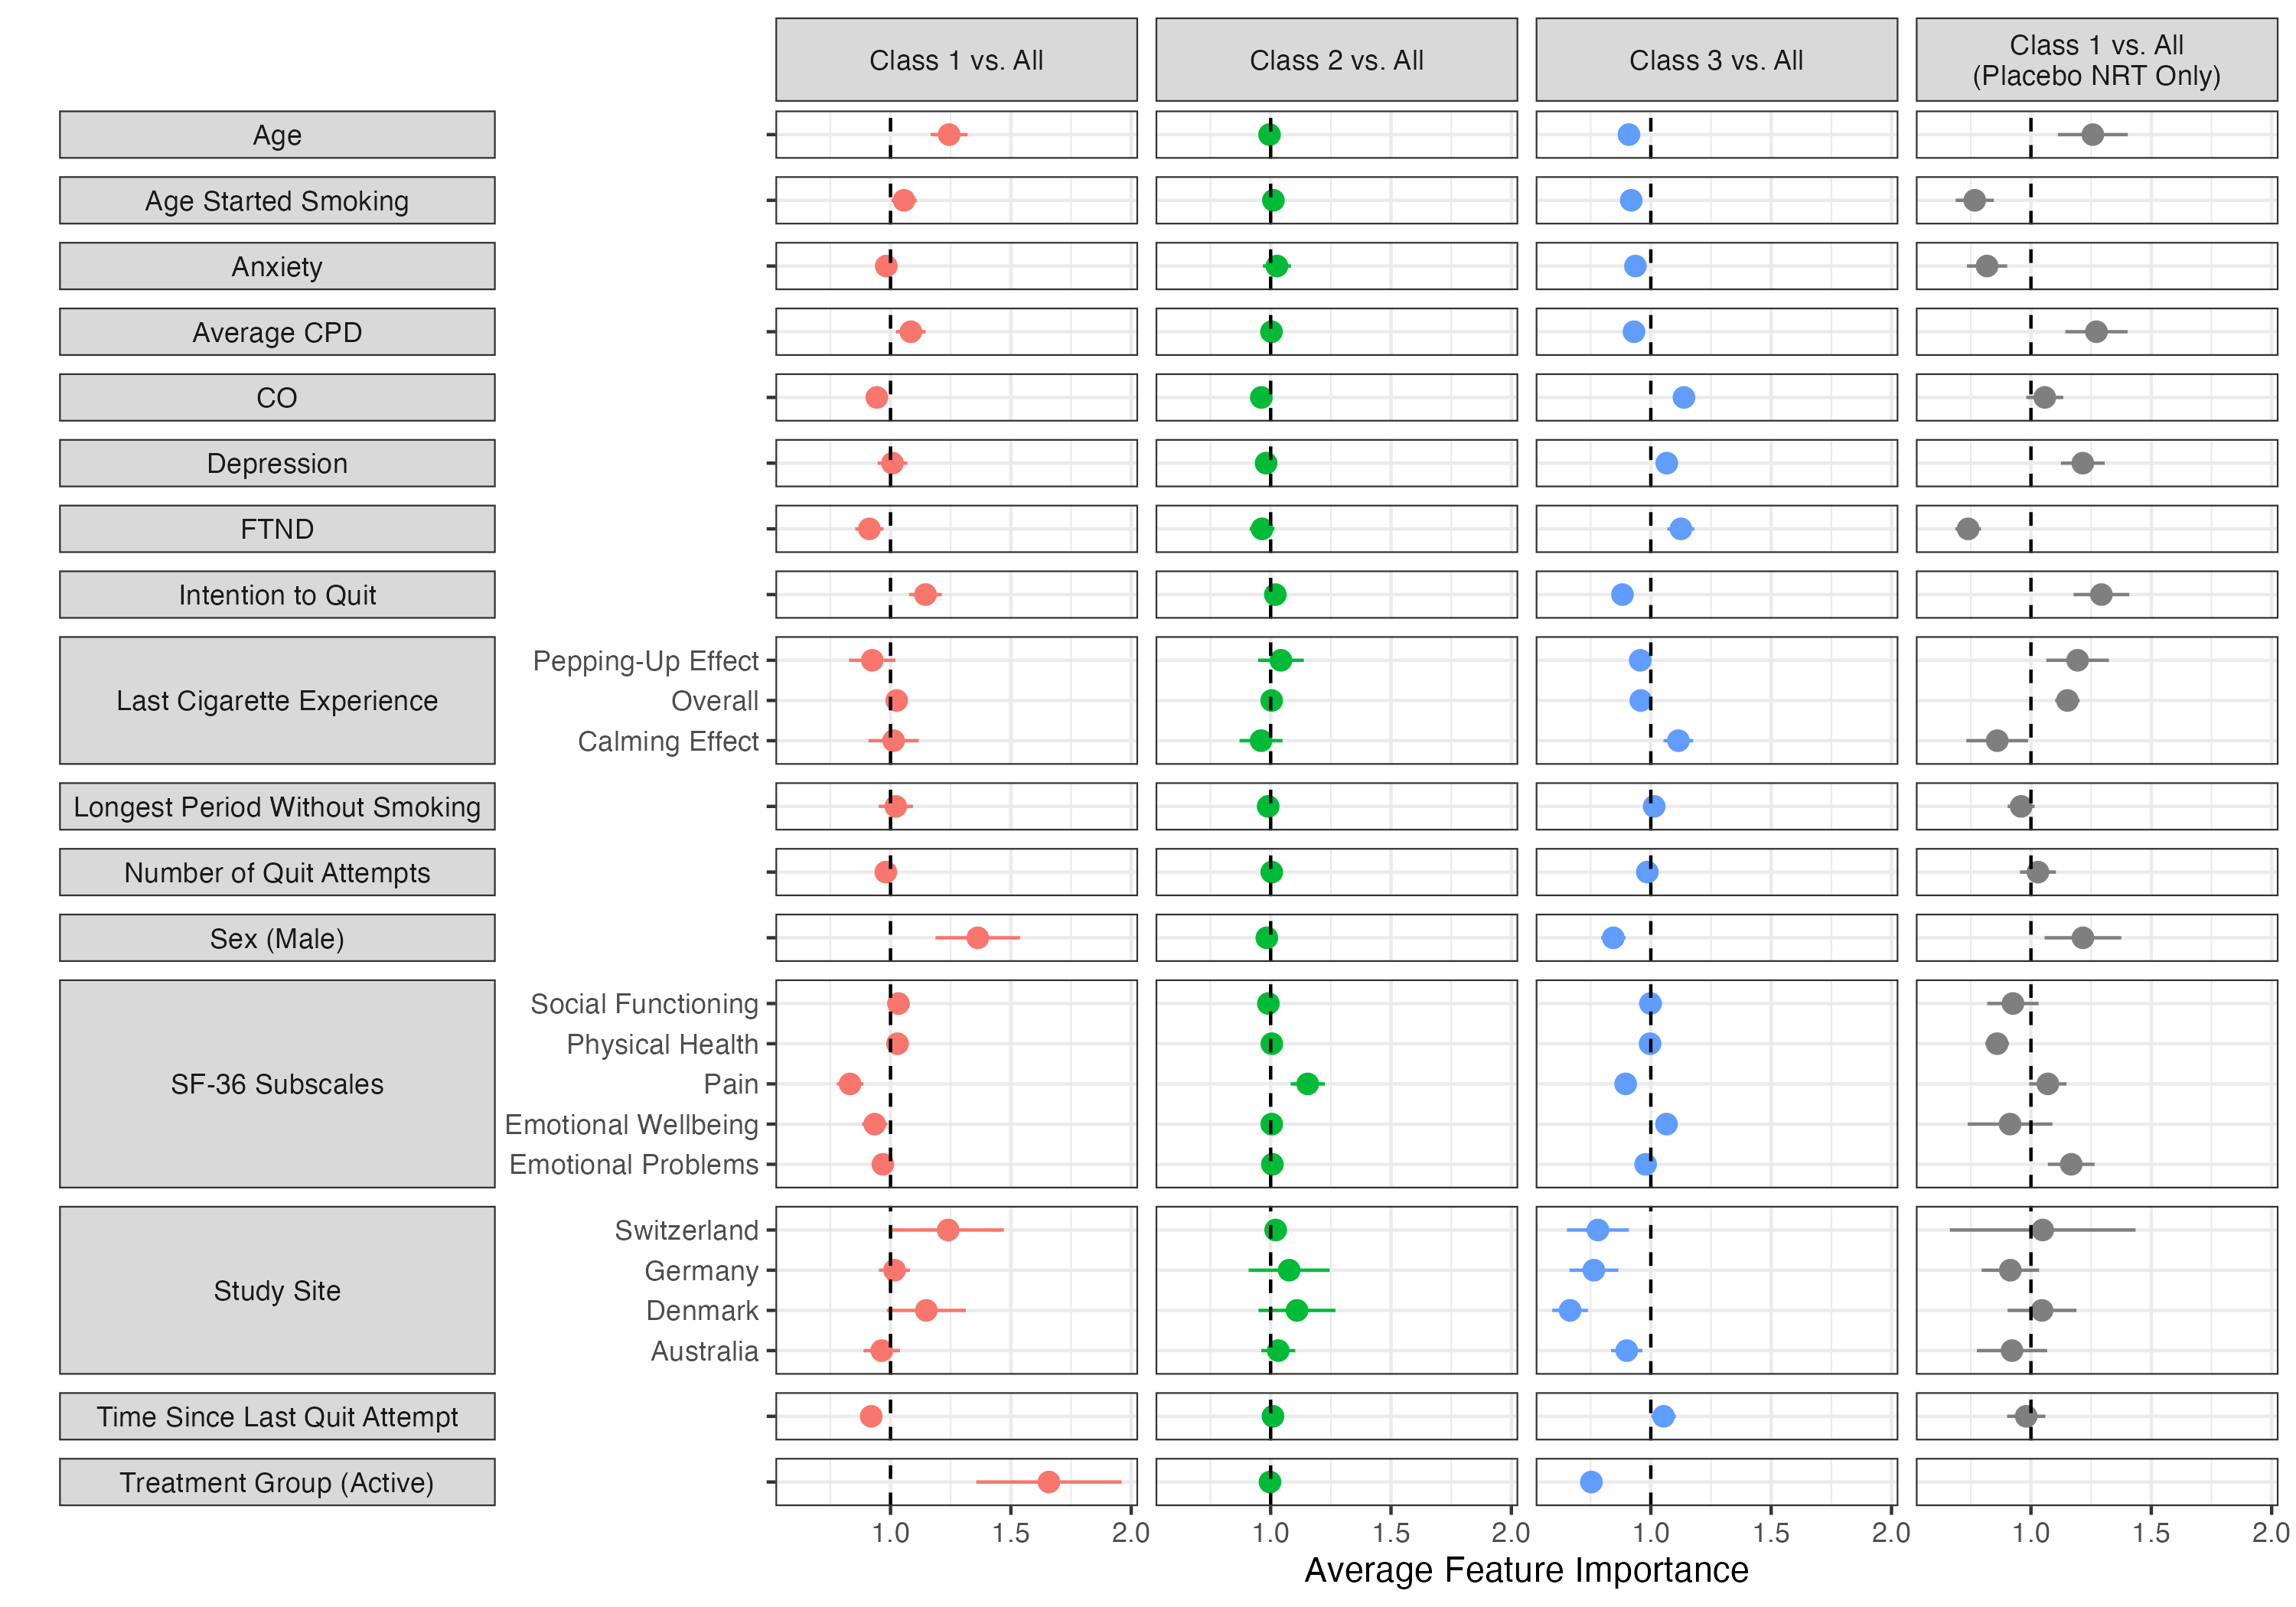 Class 1 vs. All
Class 2 vs. All
Class 3 vs. All
Class 1 vs. All
(Placebo NRT Only)
Age
Age Started Smoking
Anxiety
Average CPD
CO
Depression
FTND
Intention to Quit
Last Cigarette Experience
Pepping-Up Effect
Overall
Calming Effect
Longest Period Without Smoking
Number of Quit Attempts
Sex (Male)
SF-36 Subscales
Social Functioning
Physical Health
Pain
Emotional Wellbeing
Emotional Problems
Study Site
Switzerland
Germany
Denmark
Australia
Time Since Last Quit Attempt
Treatment Group (Active)
1.0 1.5 2.0 1.0 1.5 2.0 1.0 1.5 2.0 1.0 1.5 2.0
Average Feature Importance